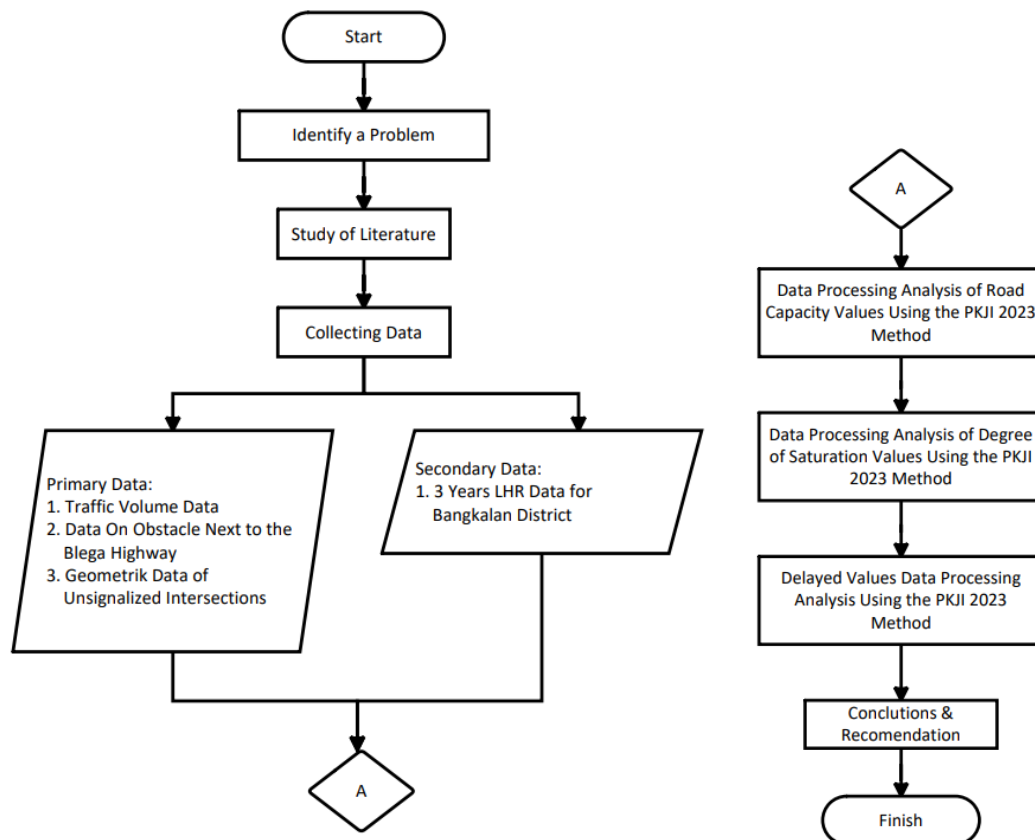 Start
Identify a Problem
Study of Literature
Collecting Data
Primary Data:
1. Traffic Volume Data
2. Data On Obstacle Next to the
Blega Highway
3. Geometrik Data of
Unsignalized Intersections
Secondary Data:
1. 3 Years LHR Data for
Bangkalan District
A
A
Data Processing Analysis of Road
Capacity Values Using the PKJI 2023
Method
Data Processing Analysis of Degree
of Saturation Values Using the PKJI
2023 Method
Delayed Values Data Processing
Analysis Using the PKJI 2023
Method
Conclutions &
Recomendation
Finish